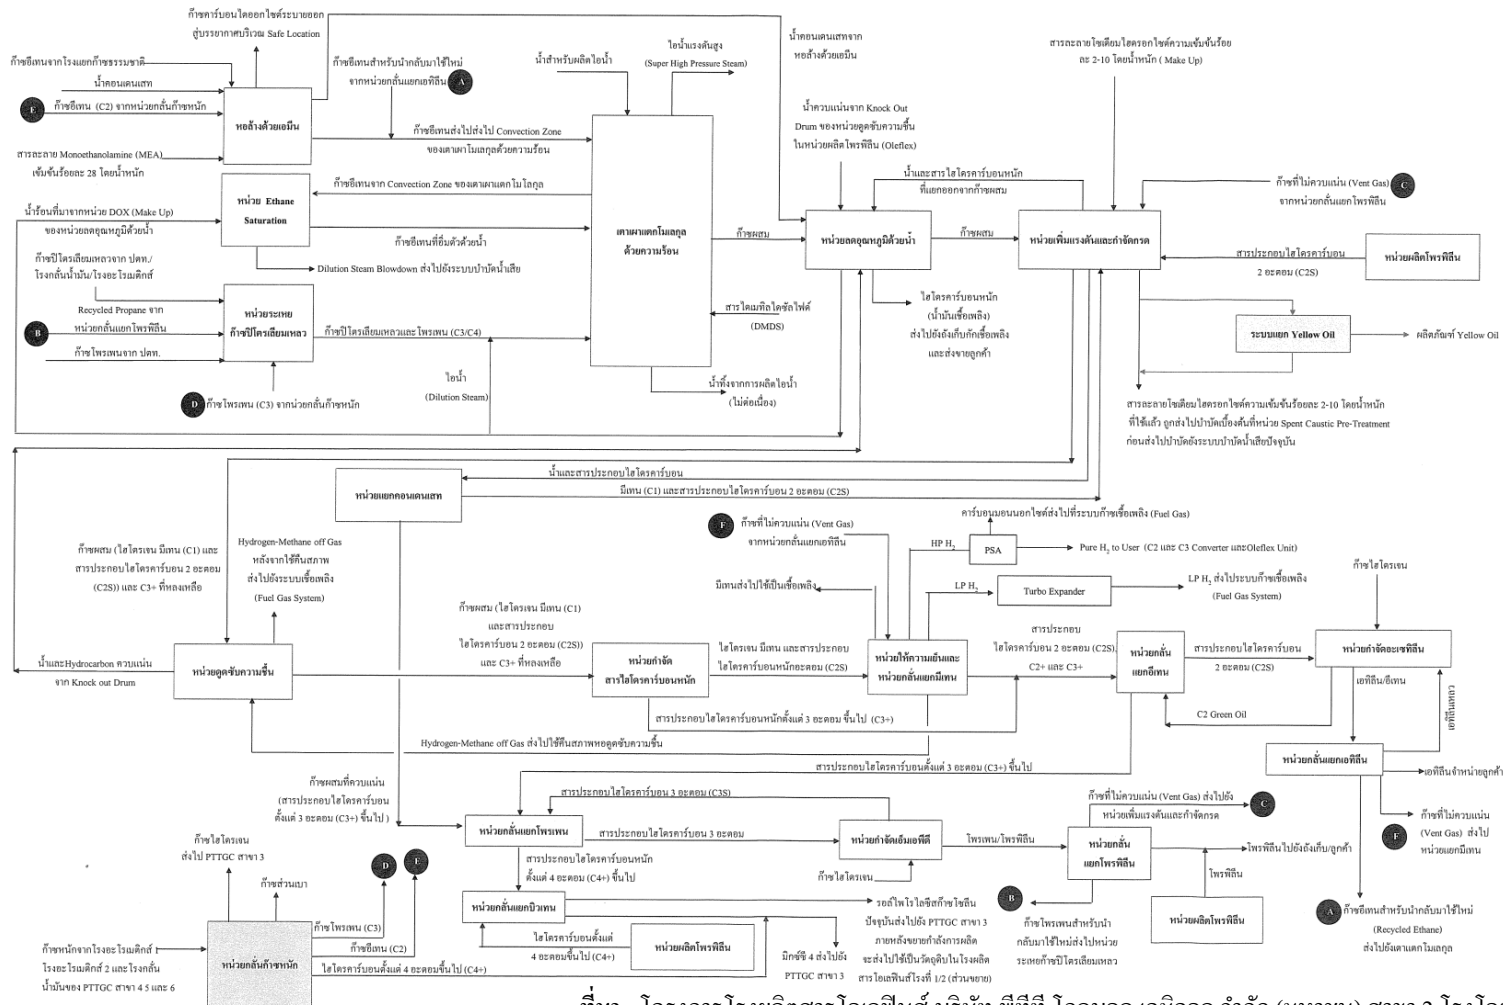 ก๊าซคาร์บอนไดออกไซด์ระบายออก
สู่บรรยากาศบริเวณ Safe Location
ก๊าซอีเทนจากโรงแยกก๊าซธรรมชาติ
น้ำคอนเดนเสท
E
ก๊าซอีเทน (C2) จากหน่วยกลั่นก๊าซหนัก
สารละลาย Monoethanolamine (MEA)
เข้มข้นร้อยละ 28 โดยน้ำหนัก
หอล้างด้วยเอมีน
ก๊าซอีเทนสำหรับนำกลับมาใช้ใหม่
จากหน่วยกลั่นแยกเอทิลีน
A
ก๊าซอีเทนส่งไปส่งไป Convection Zone
ของเตาเผาโมเลกุลด้วยความร้อน
น้ำสำหรับผลิตไอน้ำ
ไอน้ำแรงดันสูง
(Super High Pressure Steam)
น้ำคอนเดนเสทจาก
หอล้างด้วยเอมีน
น้ำควบแน่นจาก Knock Out
Drum ของหน่วยดูดซับความชื้น
ในหน่วยผลิตโพรพิลีน (Oleflex)
สารละลายโซเดียมไฮดรอกไซด์ความเข้มข้นร้อย
ละ 2-10 โดยน้ำหนัก ( Make Up)
น้ำและสารไฮโดรคาร์บอนหนัก
ที่แยกออกจากก๊าซผสม
ก๊าซที่ไม่ควบแน่น (Vent Gas)
จากหน่วยกลั่นแยกโพรพิลีน
C
ก๊าซอีเทนจาก Convection Zone ของเตาเผาแตกโมโลกุล
หน่วย Ethane
Saturation
น้ำร้อนที่มาจากหน่วย DOX (Make Up)
ของหน่วยลดอุณหภูมิด้วยน้ำ
ก๊าซอีเทนที่อิ่มตัวด้วยน้ำ
Dilution Steam Blowdown ส่งไปยังระบบบำบัดน้ำเสีย
เตาเผาแตกโมเลกุล
ด้วยความร้อน
ก๊าซผสม
หน่วยลดอุณหภูมิด้วยน้ำ
ก๊าซผสม
หน่วยเพิ่มแรงดันและกำจัดกรด
สารประกอบไฮโดรคาร์บอน
2 อะตอม (C2S)
หน่วยผลิตโพรพิลีน
ก๊าซปิโตรเลียมเหลวจาก ปตท./
โรงกลั่นน้ำมัน/โรงอะโรเมติกส์
Recycled Propane จาก
หน่วยกลั่นแยกโพรพิลีน
B
ก๊าซโพรเพนจาก ปตท.
หน่วยระเหย
ก๊าซปิโตรเลียมเหลว
ก๊าซปิโตรเลียมเหลวและโพรเพน (C3/C4)
สารไดเมทิลไดซัลไฟด์
(DMDS)
ไฮโดรคาร์บอนหนัก
(น้ำมันเชื้อเพลิง)
ส่งไปยังถังเก็บกักเชื้อเพลิง
และส่งขายลูกค้า
ระบบแยก Yellow Oil
ผลิตภัณฑ์ Yellow Oil
ไอน้ำ
(Dilution Steam)
น้ำทิ้งจากการผลิตไอน้ำ
(ไม่ต่อเนื่อง)
D
ก๊าซโพรเพน (C3) จากน่วยกลั่นก๊าซหนัก
สารละลายโซเดียมไฮดรอกไซด์ความเข้มข้นร้อยละ 2-10 โดยน้ำหนัก
ที่ใช้แล้ว ถูกส่งไปบำบัดเบื้องต้นที่หน่วย Spent Caustic Pre-Treatment
ก่อนส่งไปบำบัดยังระบบบำบัดน้ำเสียปัจจุบัน
หน่วยแยกคอนเดนเสท
น้ำและสารประกอบไฮโดรคาร์บอน
มีเทน (C1) และสารประกอบไฮโดรคาร์บอน 2 อะตอม (C2S)
ก๊าซผสม (ไฮโดรเจน มีเทน (C1) และ
สารประกอบไฮโดรคาร์บอน 2 อะตอม
(C2S)) และ C3+ ที่หลงเหลือ
Hydrogen-Methane off Gas
หลังจากใช้คืนสภาพ
ส่งไปยังระบบเชื้อเพลิง
(Fuel Gas System)
F
ก๊าซที่ไม่ควบแน่น (Vent Gas)
จากหน่วยกลั่นแยกเอทิลีน
คาร์บอนมอนนอกไซด์ส่งไปที่ระบบก๊าซเชื้อเพลิง (Fuel Gas)
HP H2
PSA
Pure H2 to User (C2 และ C3 Converter และOleflex Unit)
มีเทนส่งไปใช้เป็นเชื้อเพลิง
LP H2
Turbo Expander
LP H2 ส่งไประบบก๊าซเชื้อเพลิง
(Fuel Gas System)
ก๊าซไฮโดรเจน
ก๊าซผสม (ไฮโดรเจน มีเทน (C1)
และสารประกอบ
ไฮโดรคาร์บอน 2 อะตอม (C2S))
และ C3+ ที่หลงเหลือ
น้ำและHydrocarbon ควบแน่น
จาก Knock out Drum
หน่วยดูดซับความชื้น
หน่วยกำจัด
สารไฮโดรคาร์บอนหนัก
ไฮโดรเจน มีเทน และสารประกอบ
ไฮโดรคาร์บอนหนักอะตอม (C2S)
หน่วยให้ความเย็นและ
หน่วยกลั่นแยกมีเทน
สารประกอบ
ไฮโดรคาร์บอน 2 อะตอม (C2S),
C2+ และ C3+
หน่วยกลั่น
แยกอีเทน
สารประกอบไฮโดรคาร์บอน
2 อะตอม (C2S)
หน่วยกำจัดอะเซทิลีน
เอทิลีน/อีเทน
เอทิลีนเหลว
C2 Green Oil
สารประกอบไฮโดรคาร์บอนหนักตั้งแต่ 3 อะตอม ขึ้นไป (C3+)
Hydrogen-Methane off Gas ส่งไปใช้คืนสภาพหอดูดซับความชื้น
สารประกอบไฮโดรคาร์บอนตั้งแต่ 3 อะตอม (C3+) ขึ้นไป
หน่วยกลั่นแยกเอทิลีน
เอทิลีนจำหน่ายลูกค้า
ก๊าซผสมที่ควบแน่น
(สารประกอบไฮโดรคาร์บอน
ตั้งแต่ 3 อะตอม (C3+) ขึ้นไป )
สารประกอบไฮโดรคาร์บอน 3 อะตอม (C3S)
ก๊าซที่ไม่ควบแน่น (Vent Gas) ส่งไปยัง
หน่วยเพิ่มแรงดันและกำจัดกรด
C
F
ก๊าซที่ไม่ควบแน่น
(Vent Gas) ส่งไป
หน่วยแยกมีเทน
หน่วยกลั่นแยกโพรเพน
สารประกอบไฮโดรคาร์บอน 3 อะตอม
หน่วยกำจัดเอ็มเอพีดี
โพรเพน/โพรพิลีน
หน่วยกลั่น
แยกโพรพิลีน
โพรพิลีนไปยังถังเก็บ/ลูกค้า
ก๊าซไฮโดรเจน
ส่งไป PTTGC สาขา 3
D
E
สารประกอบไฮโดรคาร์บอนหนัก
ตั้งแต่ 4 อะตอม (C4+) ขึ้นไป
ก๊าซไฮโดรเจน
โพรพิลีน
ก๊าซส่วนเบา
หน่วยกลั่นแยกบิวเทน
รอส์ไพโรไลซีสก๊าซโซลีน
ปัจจุบันส่งไปยัง PTTGC สาขา 3
ภายหลังขยายกำลังการผลิต
จะส่งไปใช้เป็นวัตถุดิบในโรงผลิต
สารโอเลฟินส์โรงที่ 1/2 (ส่วนขยาย)
B
ก๊าซโพรเพนสำหรับนำ
กลับมาใช้ใหม่ส่งไปหน่วย
ระเหยก๊าซปิโตรเลียมเหลว
หน่วยผลิตโพรพิลีน
A
ก๊าซอีเทนสำหรับนำกลับมาใช้ใหม่
(Recycled Ethane)
ส่งไปยังเตาแตกโมเลกุล
ก๊าซหนักจากโรงอะโรเมติกส์ 1
โรงอะโรเมติกส์ 2 และโรงกลั่น
น้ำมันของ PTTGC สาขา 4 5 และ 6
หน่วยกลั่นก๊าซหนัก
ก๊าซโพรเพน (C3)
ก๊าซอีเทน (C2)
ไฮโดรคาร์บอนตั้งแต่ 4 อะตอมขึ้นไป (C4+)
ไฮโดรคาร์บอนตั้งแต่
4 อะตอมขึ้นไป (C4+)
หน่วยผลิตโพรพิลีน
มิกซ์ซี 4 ส่งไปยัง
PTTGC สาขา 3